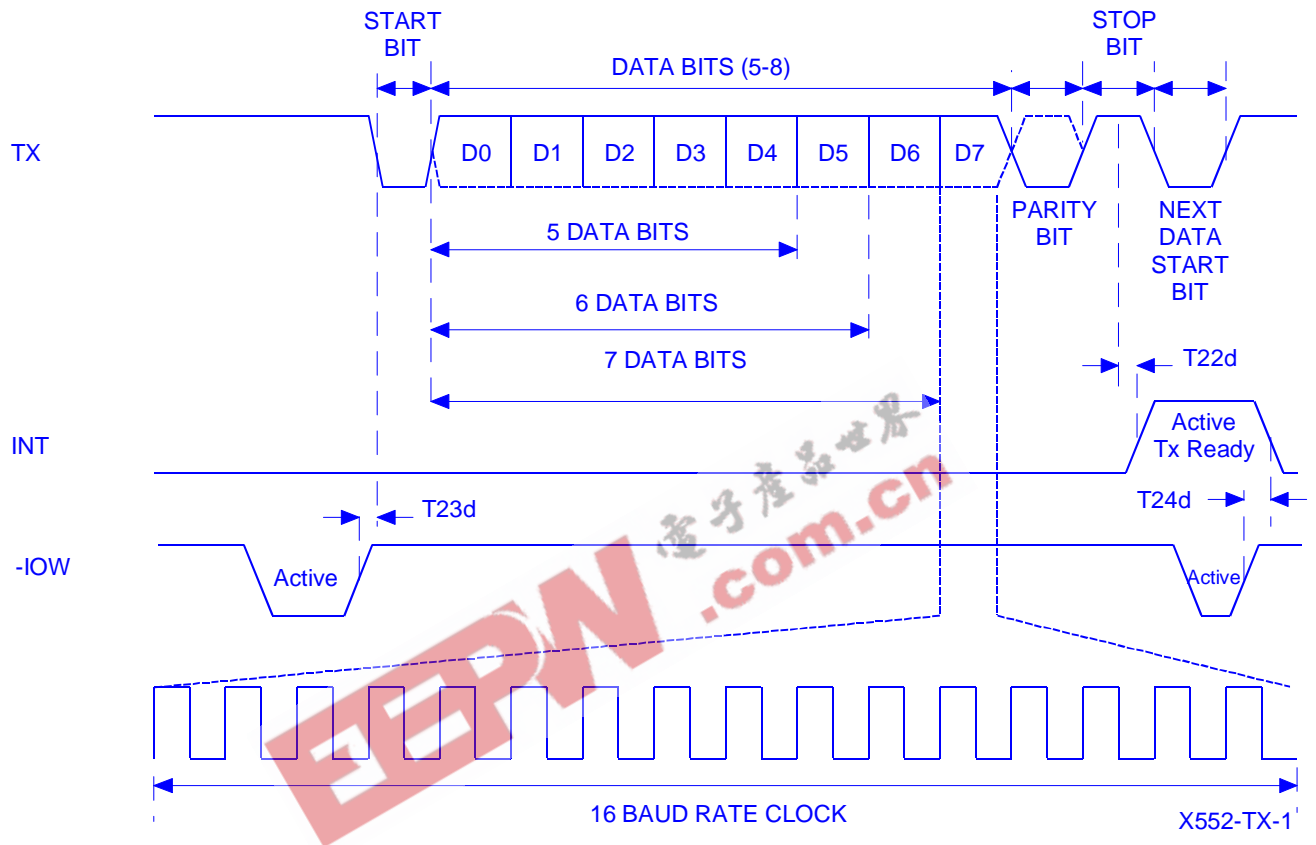 START
BIT
STOP
BIT
DATA BITS (5-8)
TX
D0 D1 D2 D3 D4 D5 D6 D7
PARITY
BIT
NEXT
DATA
START
BIT
5 DATA BITS
6 DATA BITS
7 DATA BITS
T22d
INT
Active
Tx Ready
T23d
T24d
-IOW
Active
Active
EEPW
電子產品世界
.com.cn
16 BAUD RATE CLOCK
X552-TX-1